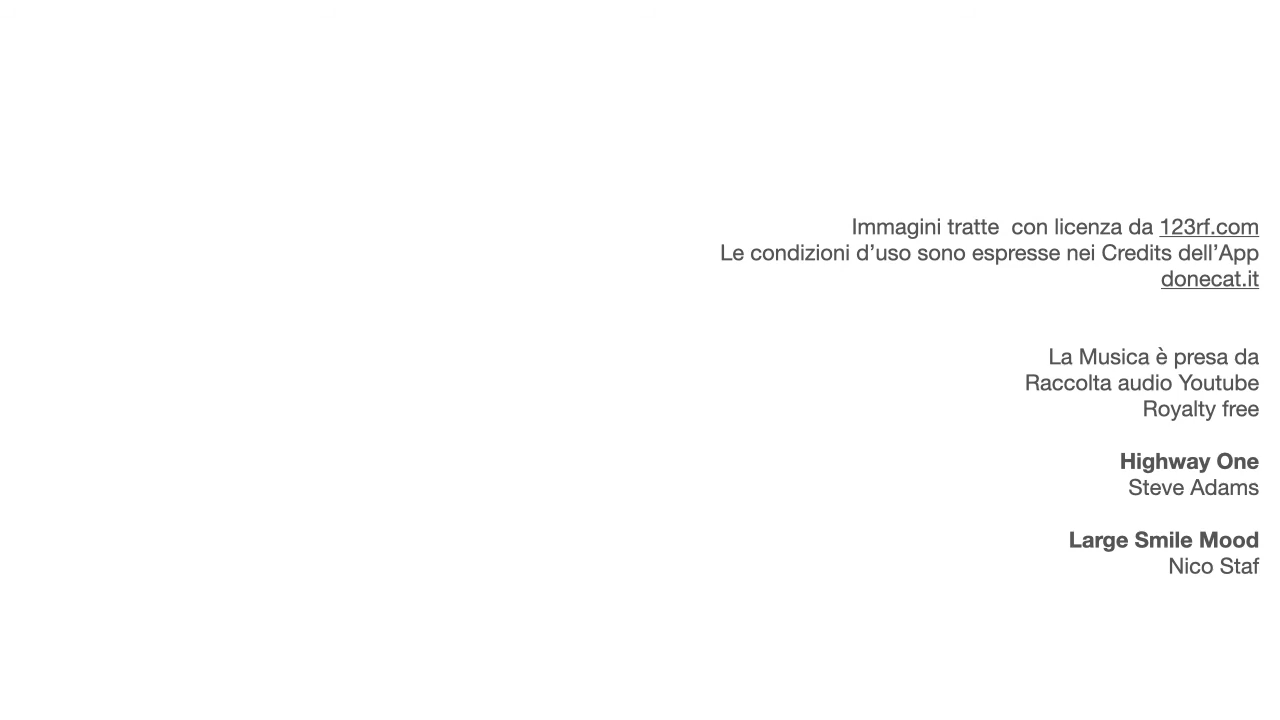 Immagini tratte  con licenza da 123rf.com
Le condizioni d’uso sono espresse nei Credits dell’App
donecat.it
La Musica è presa da
Raccolta audio Youtube
Royalty free
Highway One
Steve Adams
Large Smile Mood
Nico Staf